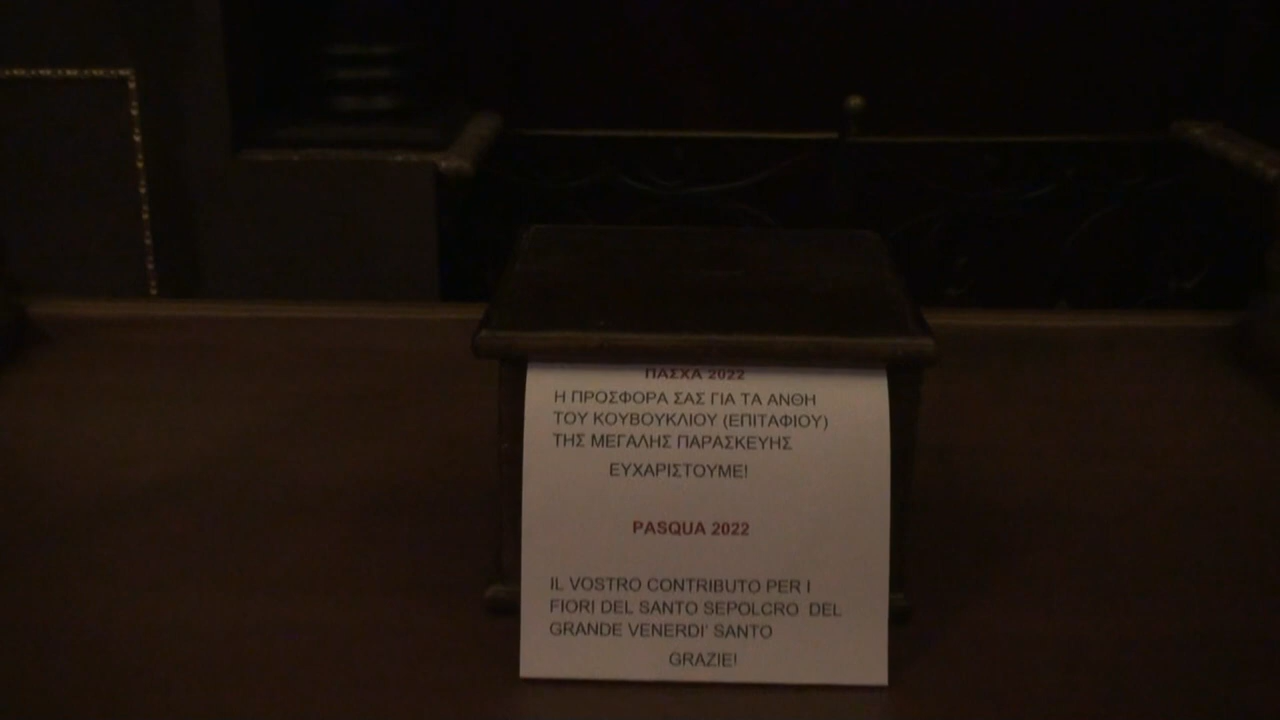 ΠΑΣΧΑ 2022
Η ΠΡΟΣΦΟΡΑ ΣΑΣ ΓΙΑ ΤΑ ΑΝΘΗ
ΤΟΥ ΚΟΥΒΟΥΚΛΙΟΥ (ΕΠΙΤΑΦΙΟΥ)
ΤΗΣ ΜΕΓΑΛΗΣ ΠΑΡΑΣΚΕΥΗΣ
ΕΥΧΑΡΙΣΤΟΥΜΕ!
PASQUA 2022
IL VOSTRO CONTRIBUTO PER I
FIORI DEL SANTO SEPOLCRO DEL
GRANDE VENERDI' SANTO
GRAZIE!